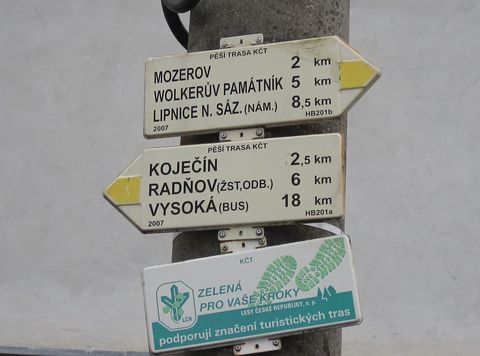 PĚŠÍ TRASA KČT
MOZEROV 2 km
WOLKERŮV PAMÁTNÍK 5 km
LIPNICE N. SÁZ. (NÁM.) 8,5 km
2007 HB201b
PĚŠÍ TRASA KČT
KOJEČÍN 2,5 km
RADŇOV (ŽST,ODB.) 6 km
VYSOKÁ (BUS) 18 km
2007 HB201a
KČT
ZELENÁ
PRO VAŠE KROKY
LESY ČESKÉ REPUBLIKY, s. p.
LČR
podporují značení turistických tras